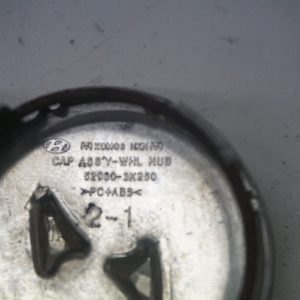 CAP ASS'Y-WHL HUB
52960-3K250
>PC+ABS<
2-1